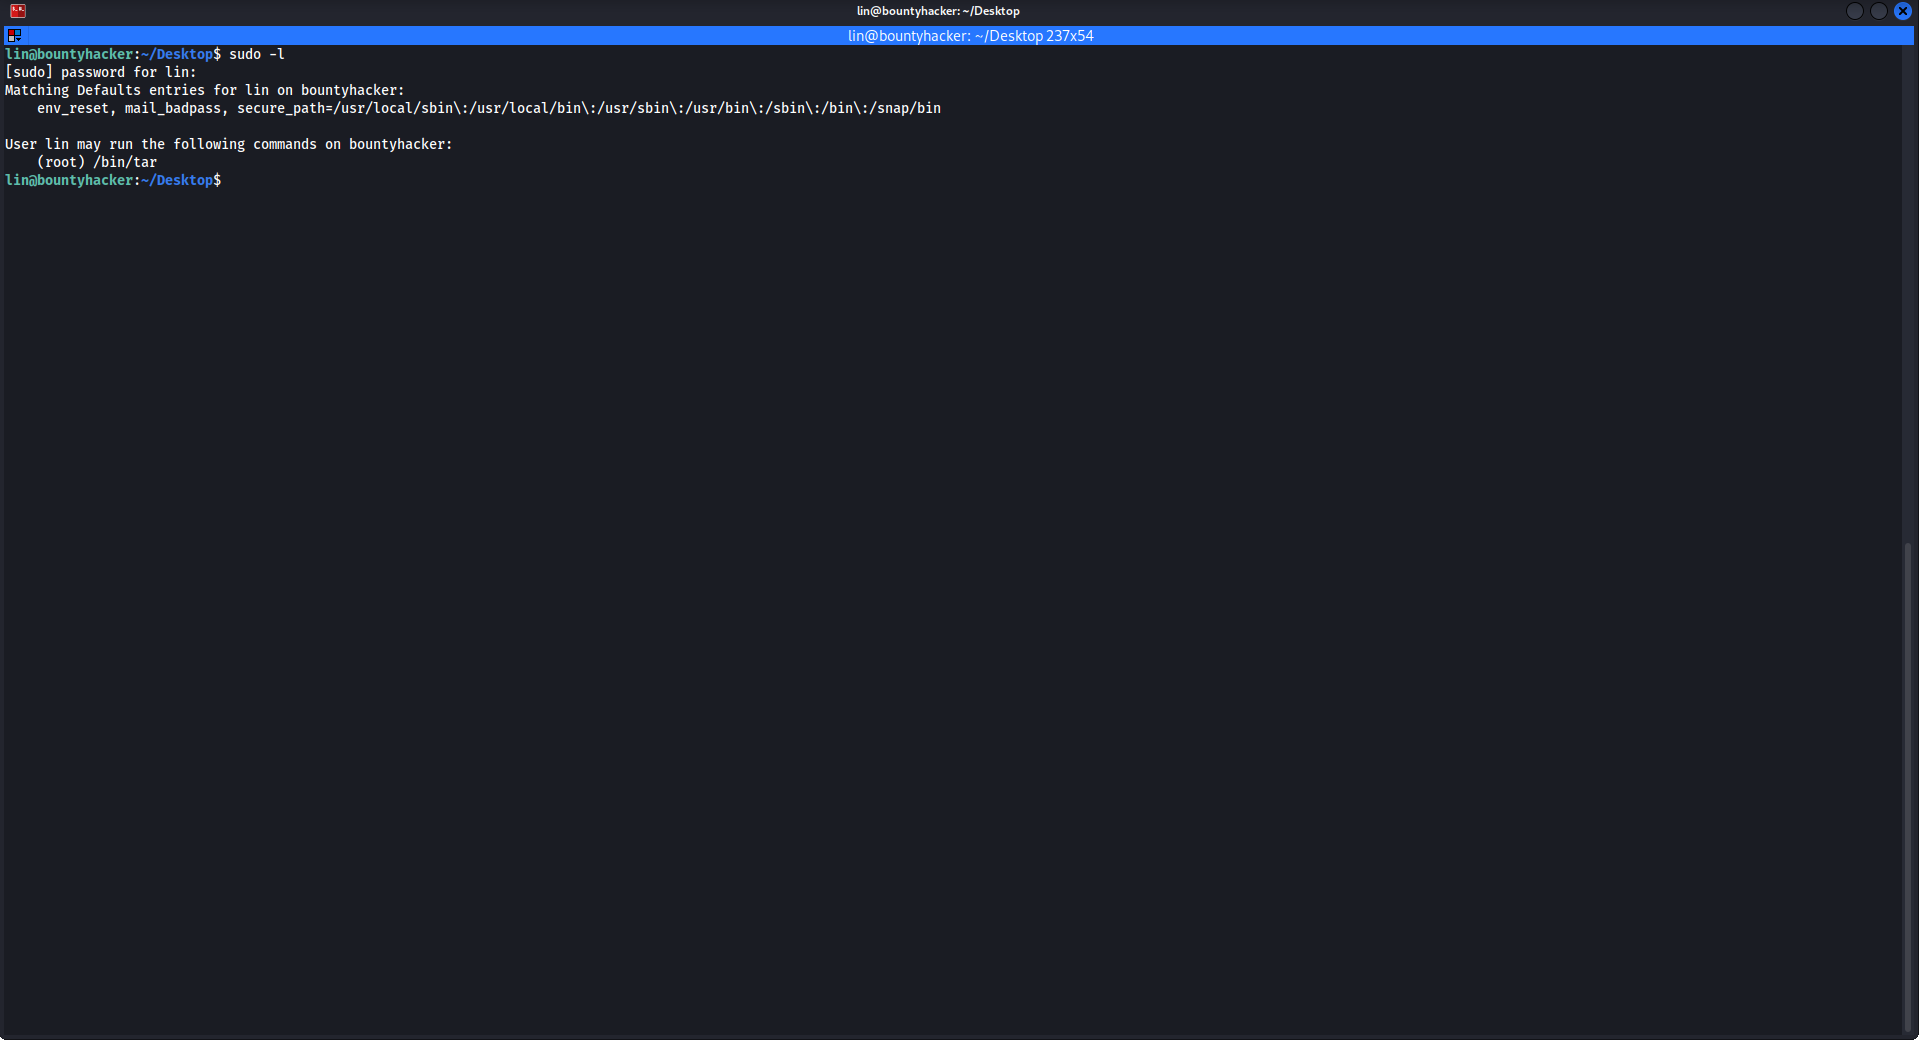 lin@bountyhacker: ~/Desktop
lin@bountyhacker: ~/Desktop 237x54
lin@bountyhacker:~/Desktop$ sudo -l
[sudo] password for lin:
Matching Defaults entries for lin on bountyhacker:
    env_reset, mail_badpass, secure_path=/usr/local/sbin\:/usr/local/bin\:/usr/sbin\:/usr/bin\:/sbin\:/bin\:/snap/bin
User lin may run the following commands on bountyhacker:
    (root) /bin/tar
lin@bountyhacker:~/Desktop$